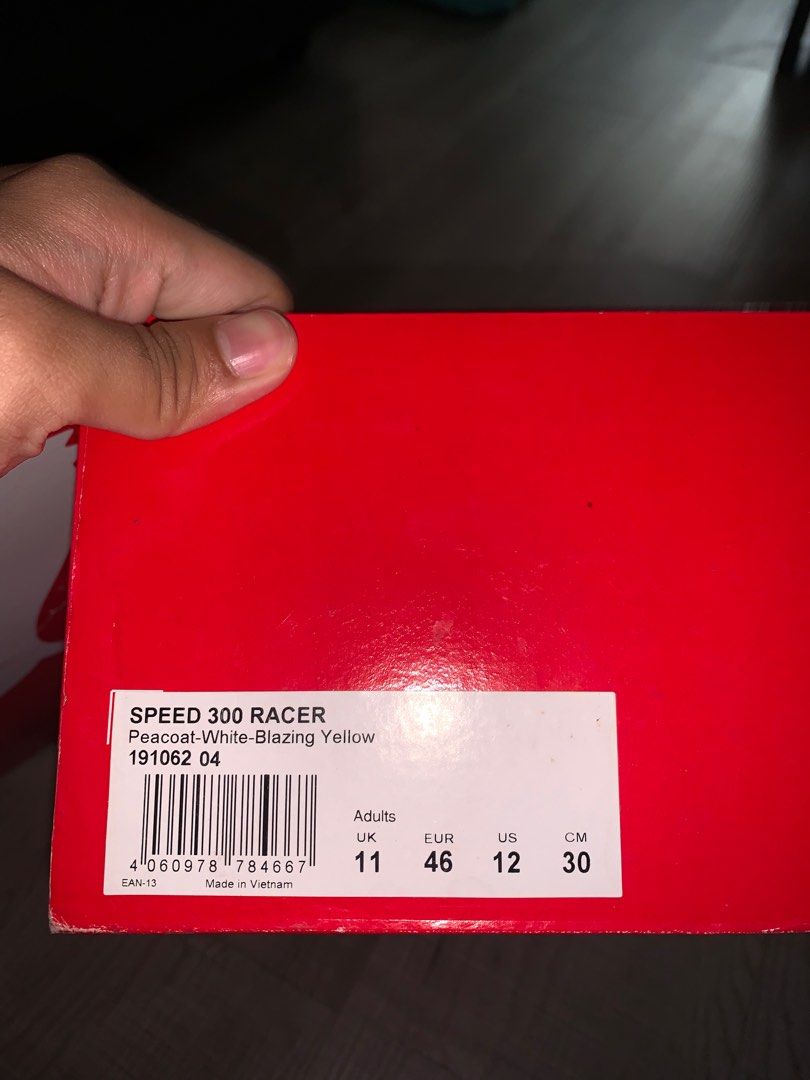 SPEED 300 RACER
Peacoat-White-Blazing Yellow
191062 04
Adults
UK EUR US CM
11 46 12 30
4 060978 784667
EAN-13 Made in Vietnam